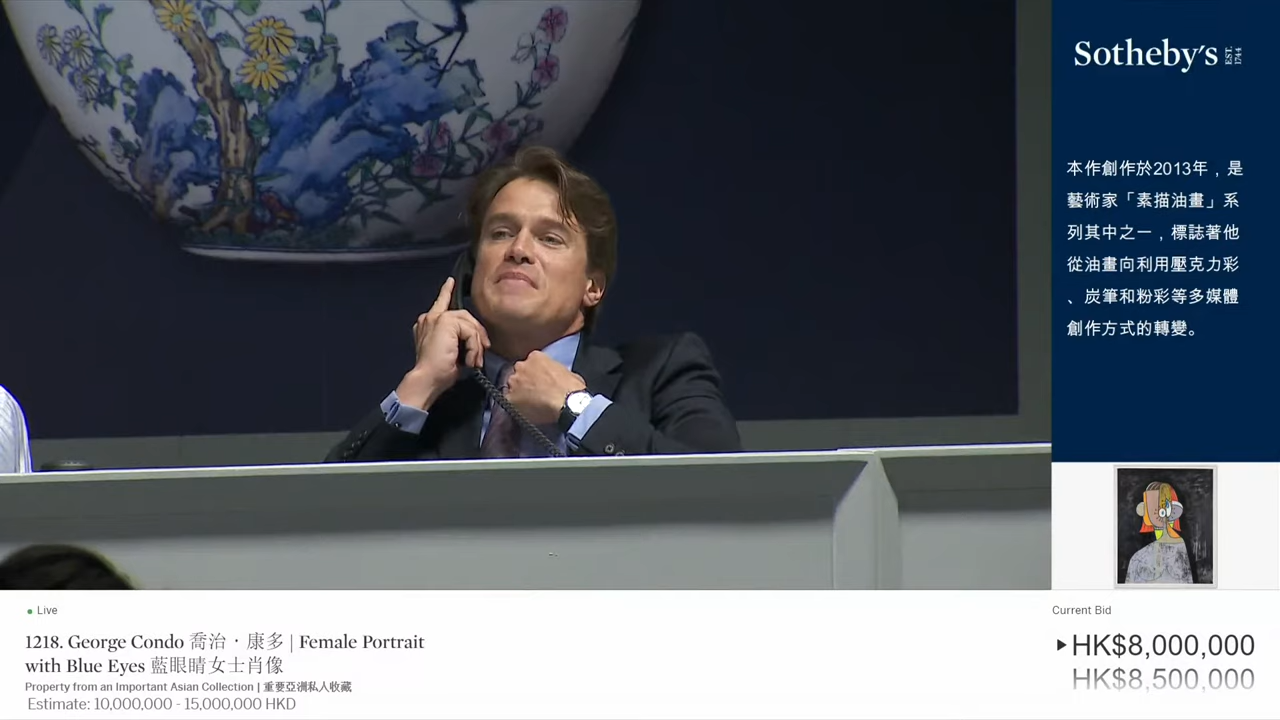 Sotheby's EST. 1744
本作創作於2013年，是
藝術家「素描油畫」系
列其中之一，標誌著他
從油畫向利用壓克力彩
、炭筆和粉彩等多媒體
創作方式的轉變。
Live
1218. George Condo 喬治·康多 | Female Portrait
with Blue Eyes 藍眼睛女士肖像
Property from an Important Asian Collection | 重要亞洲私人收藏
Estimate: 10,000,000 - 15,000,000 HKD
Current Bid
HK$8,000,000
HK$8,500,000